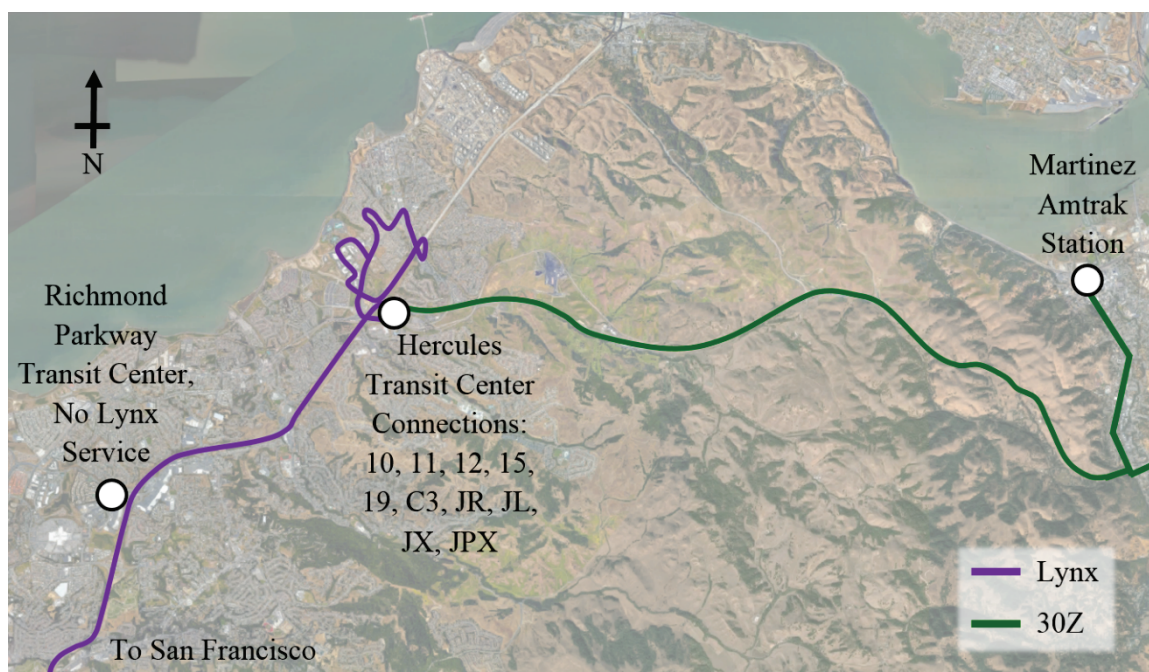 N
Martinez
Amtrak
Station
Richmond
Parkway
Transit Center,
No Lynx
Service
Hercules
Transit Center
Connections:
10, 11, 12, 15,
19, C3, JR, JL,
JX, JPX
Lynx
30Z
To San Francisco